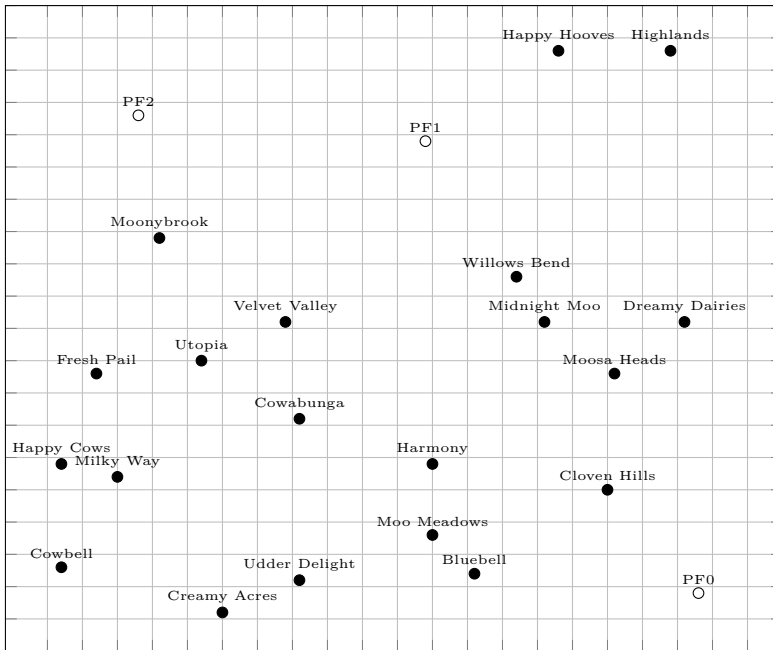 Happy Hooves
Highlands
PF2
PF1
Moonybrook
Willows Bend
Velvet Valley
Midnight Moo
Dreamy Dairies
Utopia
Fresh Pail
Moosa Heads
Cowabunga
Happy Cows
Harmony
Milky Way
Cloven Hills
Moo Meadows
Cowbell
Bluebell
Udder Delight
PF0
Creamy Acres